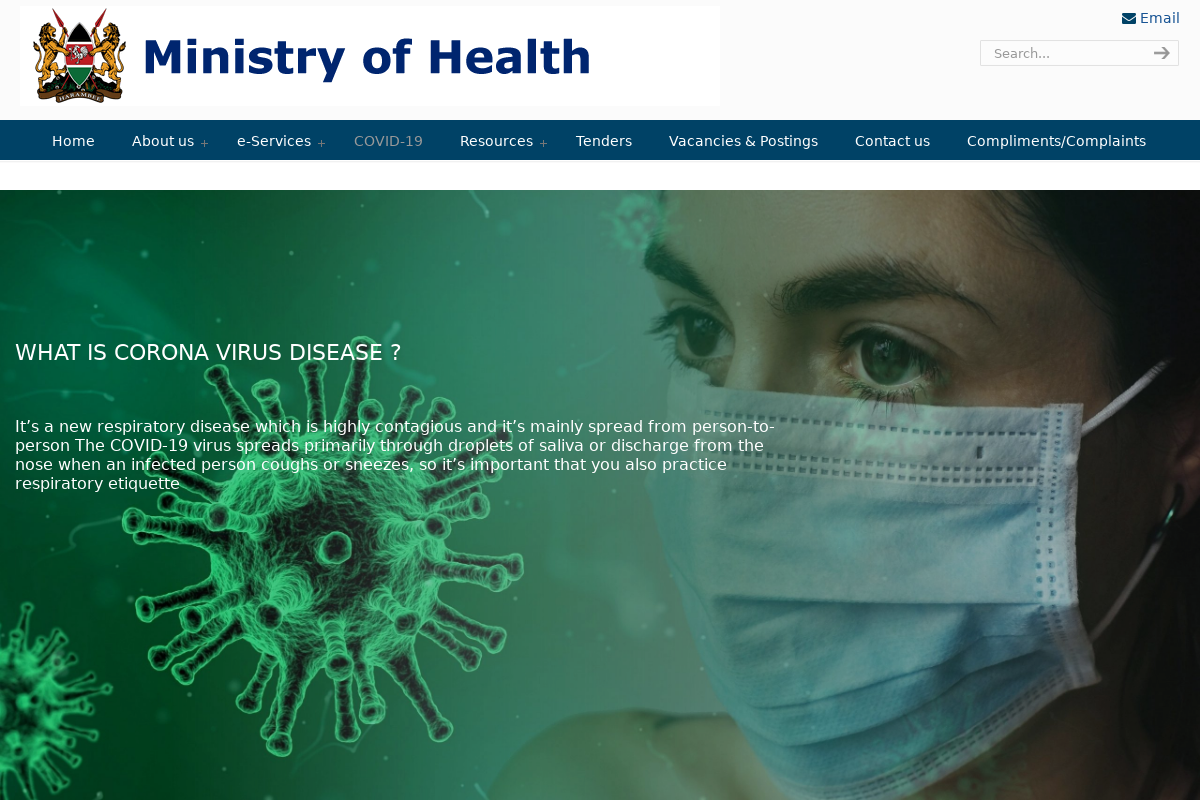 HARAMBEE
Ministry of Health
Email
Search...
Home
About us +
e-Services +
COVID-19
Resources +
Tenders
Vacancies & Postings
Contact us
Compliments/Complaints
WHAT IS CORONA VIRUS DISEASE ?
It’s a new respiratory disease which is highly contagious and it’s mainly spread from person-to-
person The COVID-19 virus spreads primarily through droplets of saliva or discharge from the
nose when an infected person coughs or sneezes, so it’s important that you also practice
respiratory etiquette